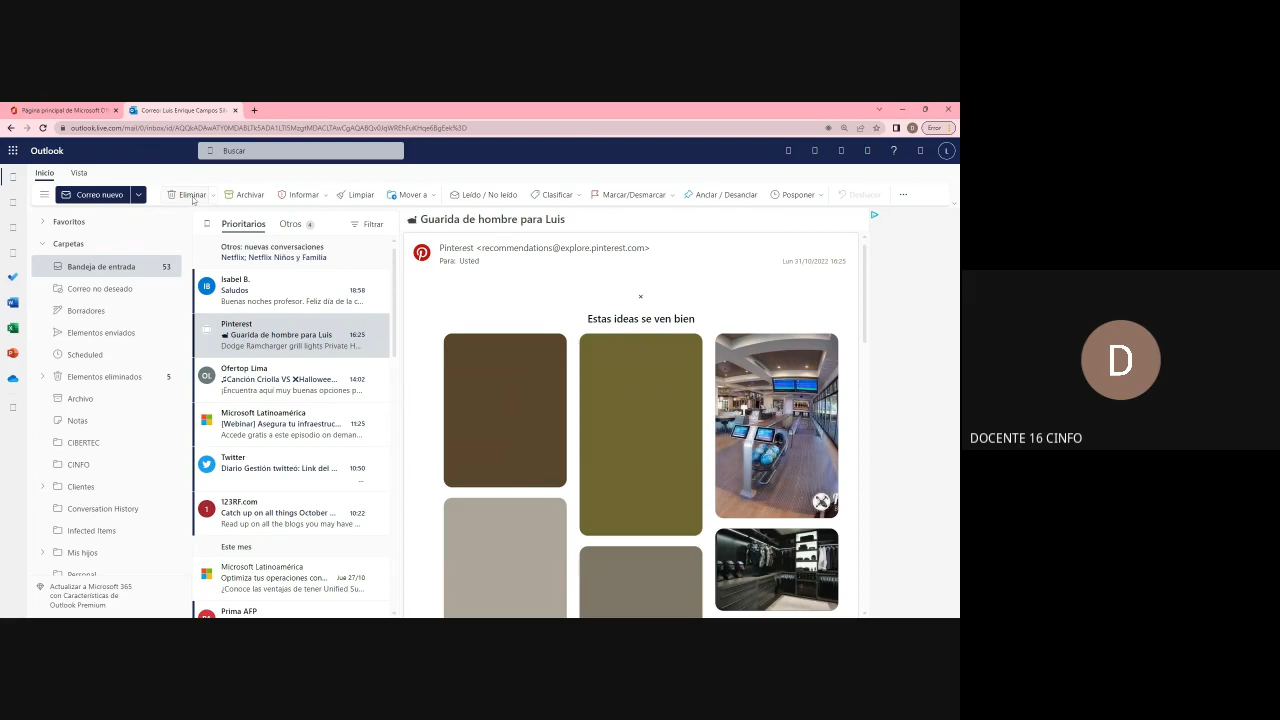 Página principal de Microsoft Of
Correo: Luis Enrique Campos Sil
outlook.live.com/mail/0/inbox/id/
Error
Outlook
Buscar
?
L
Inicio
Vista
Correo nuevo
Eliminar
Archivar
Informar
Limpiar
Mover a
Leído / No leído
Clasificar
Marcar/Desmarcar
Anclar / Desanclar
Posponer
Deshacer
Favoritos
Carpetas
Bandeja de entrada 53
Correo no deseado
Borradores
Elementos enviados
Scheduled
Elementos eliminados 5
Archivo
Notas
CIBERTEC
CINFO
Clientes
Conversation History
Infected Items
Mis hijos
Personal
Actualizar a Microsoft 365
con Características de
Outlook Premium
Prioritarios
Otros 4
Filtrar
Otros: nuevas conversaciones
Netflix; Netflix Niños y Familia
IB
Isabel B.
Saludos 18:58
Buenas noches profesor. Feliz día de la c...
Pinterest
Guarida de hombre para Luis 16:25
Dodge Ramcharger grill lights Private H...
OL
Ofertop Lima
Canción Criolla VS Hallowee... 14:02
¡Encuentra aquí muy buenas opciones p...
Microsoft Latinoamérica
[Webinar] Asegura tu infraestruc... 11:25
Accede gratis a este episodio on deman...
Twitter
Diario Gestión twitteó: Link del ... 10:50
...
1
123RF.com
Catch up on all things October ... 10:22
Read up on all the blogs you may have ...
Este mes
Microsoft Latinoamérica
Optimiza tus operaciones con... Jue 27/10
¿Conoce las ventajas de tener Unified Su...
Prima AFP
Guarida de hombre para Luis
Pinterest <recommendations@explore.pinterest.com>
Para: Usted
Lun 31/10/2022 16:25
Estas ideas se ven bien
D
DOCENTE 16 CINFO